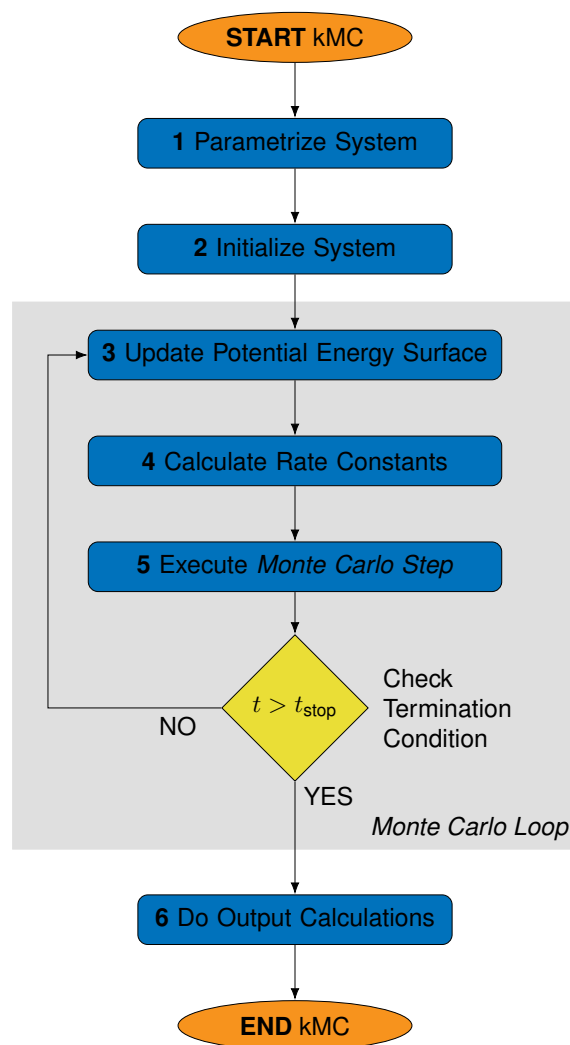 START kMC
1 Parametrize System
2 Initialize System
3 Update Potential Energy Surface
4 Calculate Rate Constants
5 Execute Monte Carlo Step
t > t_stop
Check
Termination
Condition
NO
YES
Monte Carlo Loop
6 Do Output Calculations
END kMC